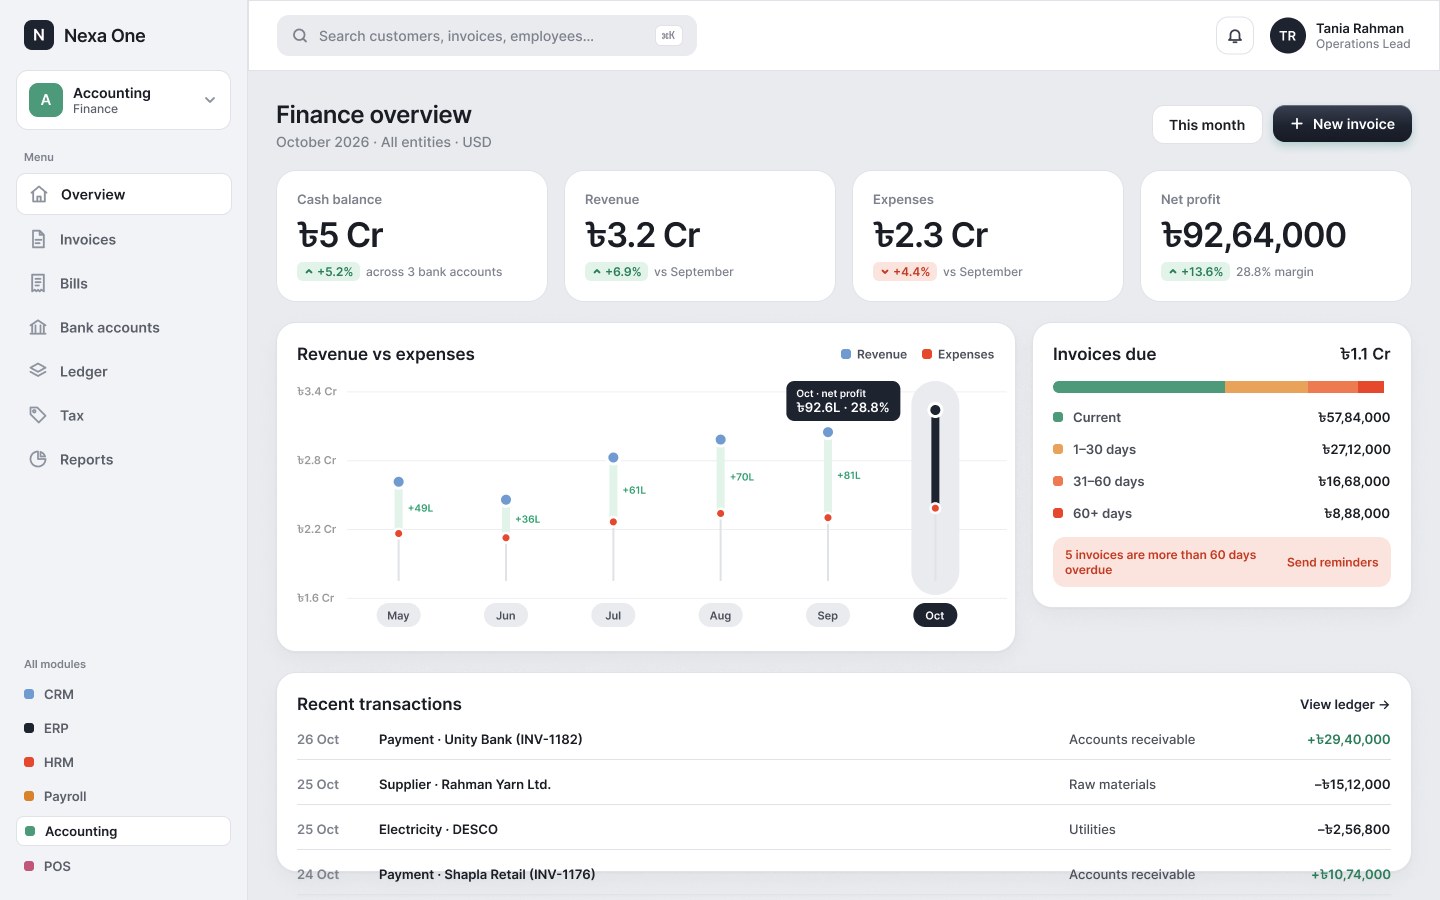 N Nexa One
Search customers, invoices, employees... ⌘K
TR Tania Rahman
Operations Lead
A Accounting
Finance
Menu
Overview
Invoices
Bills
Bank accounts
Ledger
Tax
Reports
All modules
CRM
ERP
HRM
Payroll
Accounting
POS
Finance overview
October 2026 · All entities · USD
This month
+ New invoice
Cash balance
৳5 Cr
+5.2% across 3 bank accounts
Revenue
৳3.2 Cr
+6.9% vs September
Expenses
৳2.3 Cr
+4.4% vs September
Net profit
৳92,64,000
+13.6% 28.8% margin
Revenue vs expenses
Revenue Expenses
৳3.4 Cr
৳2.8 Cr
৳2.2 Cr
৳1.6 Cr
Oct · net profit
৳92.6L · 28.8%
+49L
+36L
+61L
+70L
+81L
May Jun Jul Aug Sep Oct
Invoices due ৳1.1 Cr
Current ৳57,84,000
1–30 days ৳27,12,000
31–60 days ৳16,68,000
60+ days ৳8,88,000
5 invoices are more than 60 days
overdue
Send reminders
Recent transactions View ledger →
26 Oct Payment · Unity Bank (INV-1182) Accounts receivable +৳29,40,000
25 Oct Supplier · Rahman Yarn Ltd. Raw materials −৳15,12,000
25 Oct Electricity · DESCO Utilities −৳2,56,800
24 Oct Payment · Shapla Retail (INV-1176) Accounts receivable +৳10,74,000